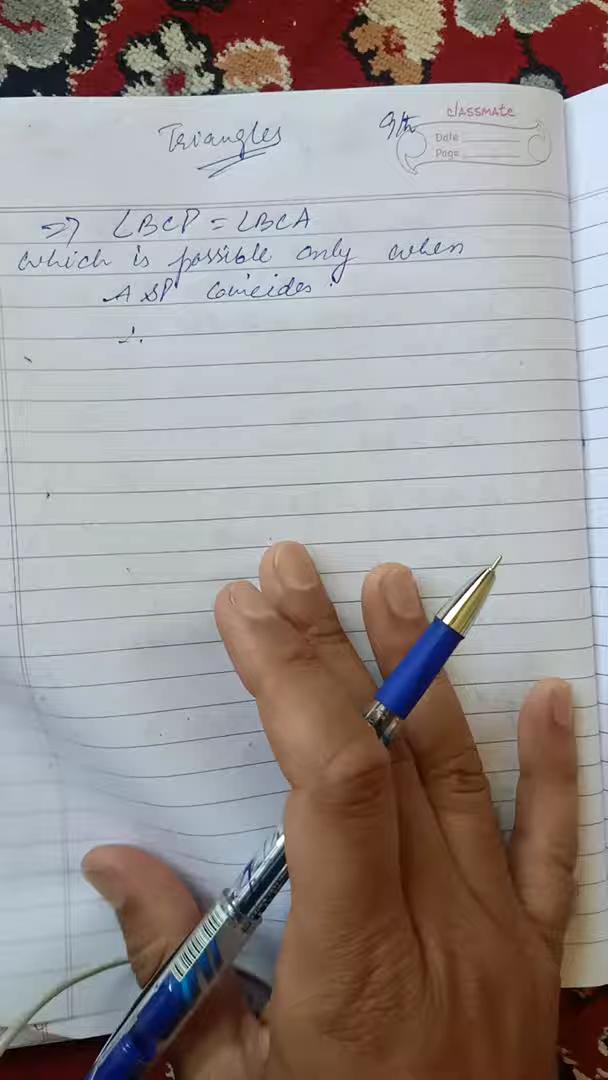 Triangles
9th
classmate
Date
Page
⇒ ∠BCP = ∠BCA
which is possible only when
A & P coincides.
∴